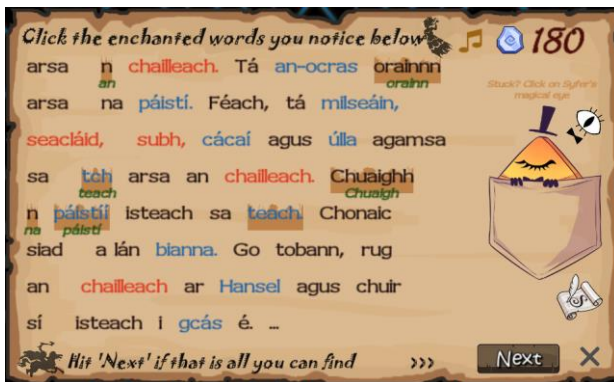 Click the enchanted words you notice below
180
arsa n chailleach. Tá an-ocras orainnn
an orainn
Stuck? Click on Syfer's
magical eye
arsa na páistí. Féach, tá milseáin,
seacláid, subh, cácaí agus úlla agamsa
sa tch arsa an chailleach. Chuaighh
teach Chuaigh
n páistíí isteach sa teach. Chonaic
na páistí
siad a lán bianna. Go tobann, rug
an chailleach ar Hansel agus chuir
sí isteach i gcás é. ...
Hit 'Next' if that is all you can find >>> Next